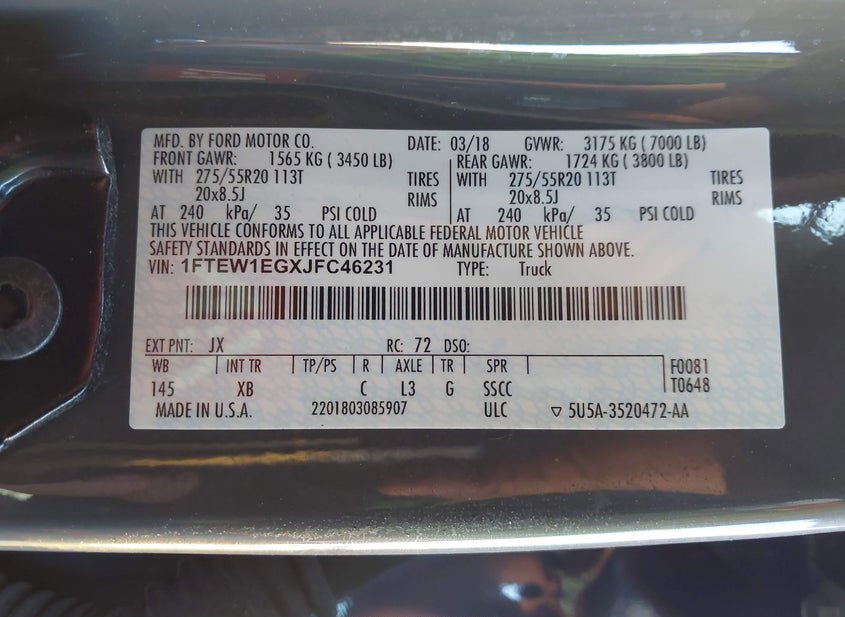 MFD. BY FORD MOTOR CO. DATE: 03/18 GVWR: 3175 KG ( 7000 LB)
FRONT GAWR: 1565 KG ( 3450 LB) REAR GAWR: 1724 KG ( 3800 LB)
WITH 275/55R20 113T TIRES WITH 275/55R20 113T TIRES
20x8.5J RIMS 20x8.5J RIMS
AT 240 kPa/ 35 PSI COLD AT 240 kPa/ 35 PSI COLD
THIS VEHICLE CONFORMS TO ALL APPLICABLE FEDERAL MOTOR VEHICLE
SAFETY STANDARDS IN EFFECT ON THE DATE OF MANUFACTURE SHOWN ABOVE.
VIN: 1FTEW1EGXJFC46231 TYPE: Truck
EXT PNT: JX RC: 72 DSO:
WB INT TR TP/PS R AXLE TR SPR F0081
145 XB C L3 G SSCC T0648
MADE IN U.S.A. 2201803085907 ULC ▽ 5U5A-3520472-AA